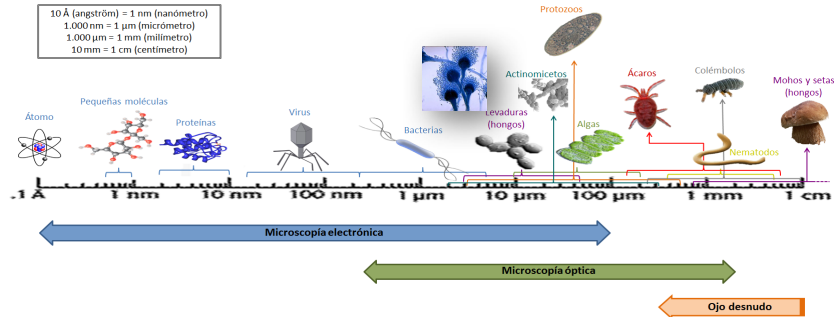 10 Å (angström) = 1 nm (nanómetro)
1.000 nm = 1 µm (micrómetro)
1.000 µm = 1 mm (milímetro)
10 mm = 1 cm (centímetro)
Protozoos
Actinomicetos
Ácaros
Colémbolos
Mohos y setas
(hongos)
Pequeñas moléculas
Átomo
Proteínas
Virus
Bacterias
Levaduras
(hongos)
Algas
Nematodos
.1 Å
1 nm
10 nm
100 nm
1 µm
10 µm
100 µm
1 mm
1 cm
Microscopía electrónica
Microscopía óptica
Ojo desnudo